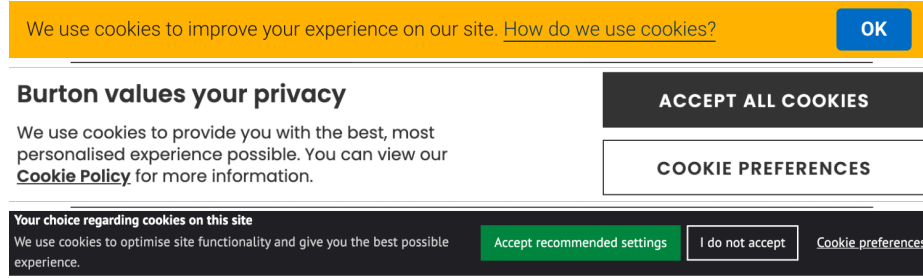 We use cookies to improve your experience on our site. How do we use cookies?
OK
Burton values your privacy
We use cookies to provide you with the best, most
personalised experience possible. You can view our
Cookie Policy for more information.
ACCEPT ALL COOKIES
COOKIE PREFERENCES
Your choice regarding cookies on this site
We use cookies to optimise site functionality and give you the best possible
experience.
Accept recommended settings
I do not accept
Cookie preferences